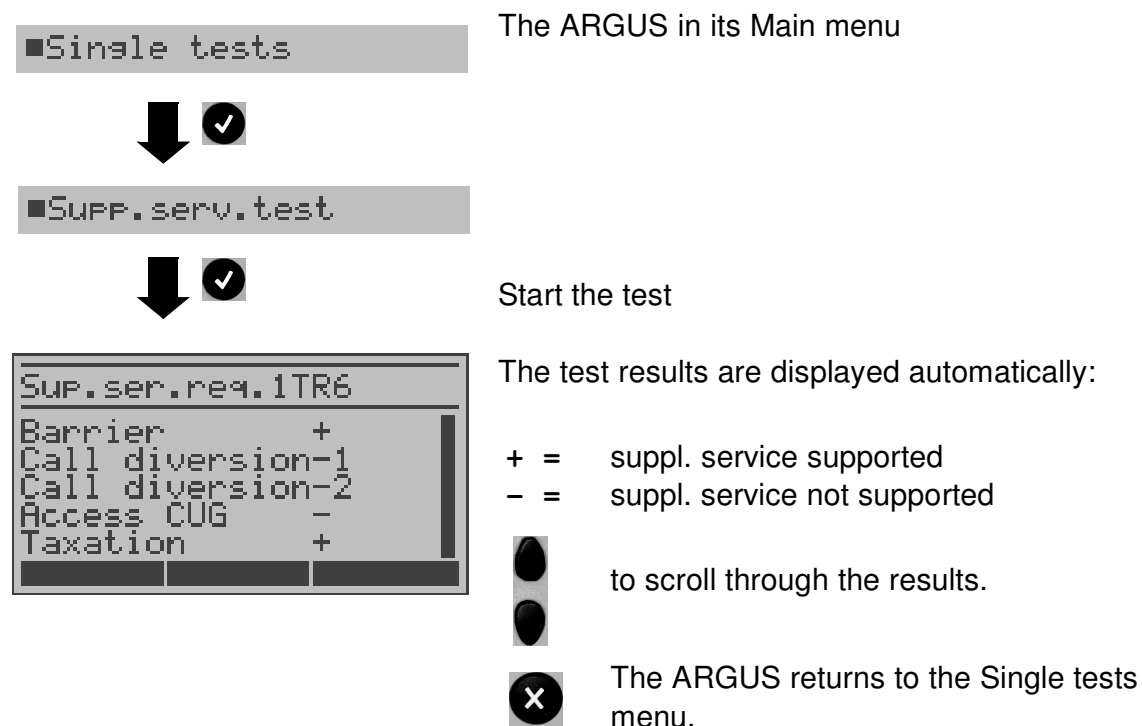 The ARGUS in its Main menu
■Single tests
■Supp.serv.test
Start the test
Sup.ser.req.1TR6
Barrier +
Call diversion-1
Call diversion-2
Access CUG -
Taxation +
The test results are displayed automatically:
+ = suppl. service supported
- = suppl. service not supported
to scroll through the results.
The ARGUS returns to the Single tests
menu.